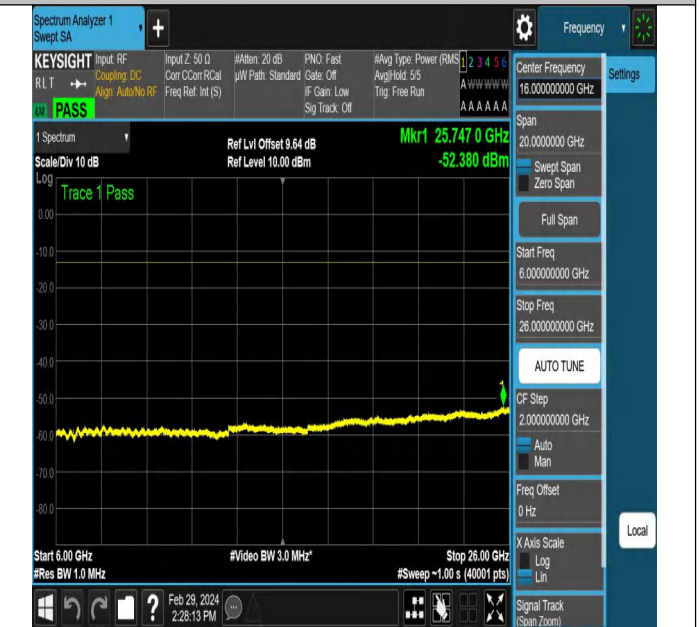 Spectrum Analyzer 1
Swept SA
+
Frequency
KEYSIGHT
Input: RF
Coupling: DC
Align: Auto/No RF
Input Z: 50 Ω
Corr CCorr RCal
Freq Ref: Int (S)
#Atten: 20 dB
µW Path: Standard
PNO: Fast
Gate: Off
IF Gain: Low
Sig Track: Off
#Avg Type: Power (RMS
Avg|Hold: 5/5
Trig: Free Run
1 2 3 4 5 6
A W W W W W
A A A A A A
R L T
PASS
1 Spectrum
Scale/Div 10 dB
Ref Lvl Offset 9.64 dB
Ref Level 10.00 dBm
Mkr1 25.747 0 GHz
-52.380 dBm
Log
Trace 1 Pass
0.00
-10.0
-20.0
-30.0
-40.0
-50.0
-60.0
-70.0
-80.0
1
Start 6.00 GHz
#Res BW 1.0 MHz
#Video BW 3.0 MHz*
Stop 26.00 GHz
#Sweep ~1.00 s (40001 pts)
Center Frequency
16.000000000 GHz
Settings
Span
20.0000000 GHz
Swept Span
Zero Span
Full Span
Start Freq
6.000000000 GHz
Stop Freq
26.000000000 GHz
AUTO TUNE
CF Step
2.000000000 GHz
Auto
Man
Freq Offset
0 Hz
X Axis Scale
Log
Lin
Local
Signal Track
(Span Zoom)
?
Feb 29, 2024
2:28:13 PM